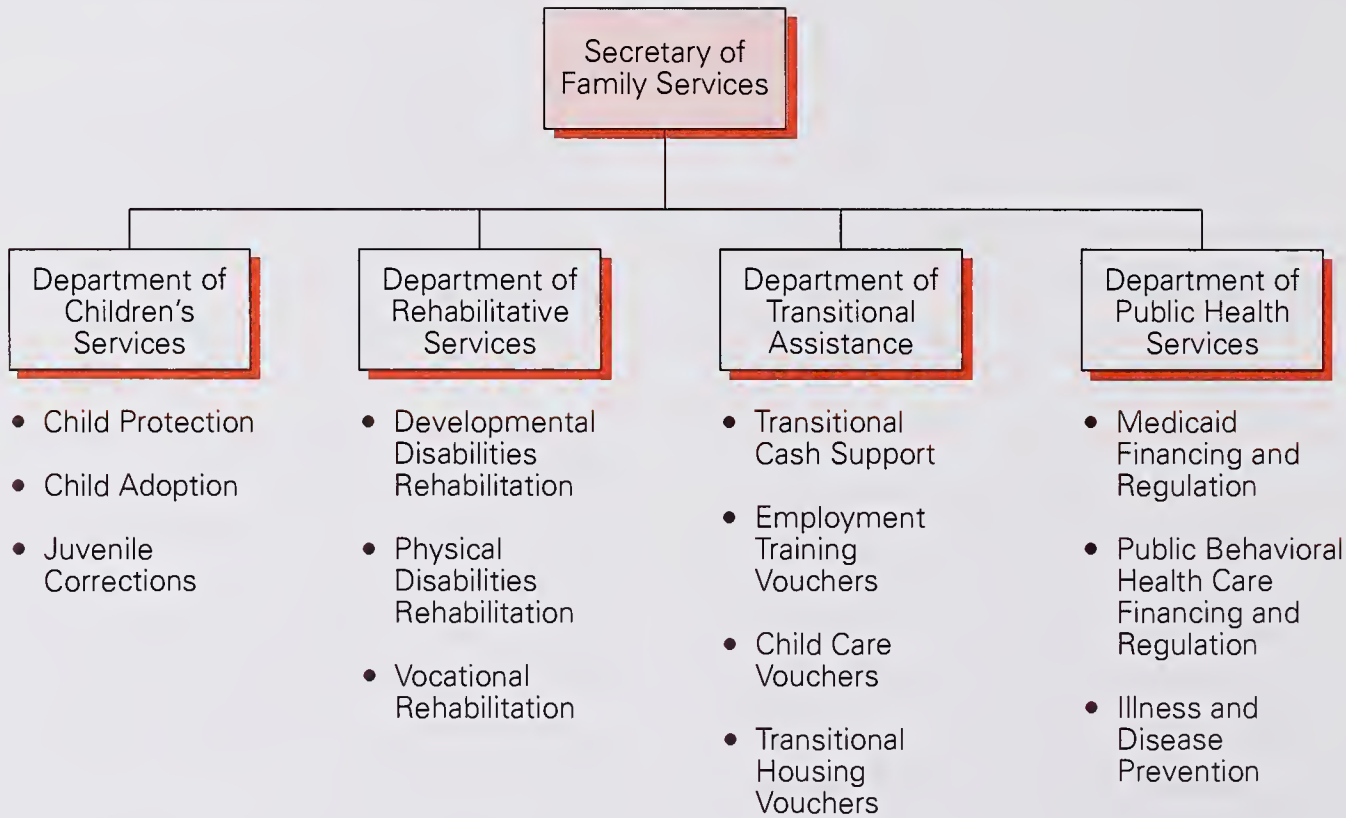 Secretary of
Family Services
Department of
Children's
Services
• Child Protection
• Child Adoption
• Juvenile
Corrections
Department of
Rehabilitative
Services
• Developmental
Disabilities
Rehabilitation
• Physical
Disabilities
Rehabilitation
• Vocational
Rehabilitation
Department of
Transitional
Assistance
• Transitional
Cash Support
• Employment
Training
Vouchers
• Child Care
Vouchers
• Transitional
Housing
Vouchers
Department of
Public Health
Services
• Medicaid
Financing and
Regulation
• Public Behavioral
Health Care
Financing and
Regulation
• Illness and
Disease
Prevention